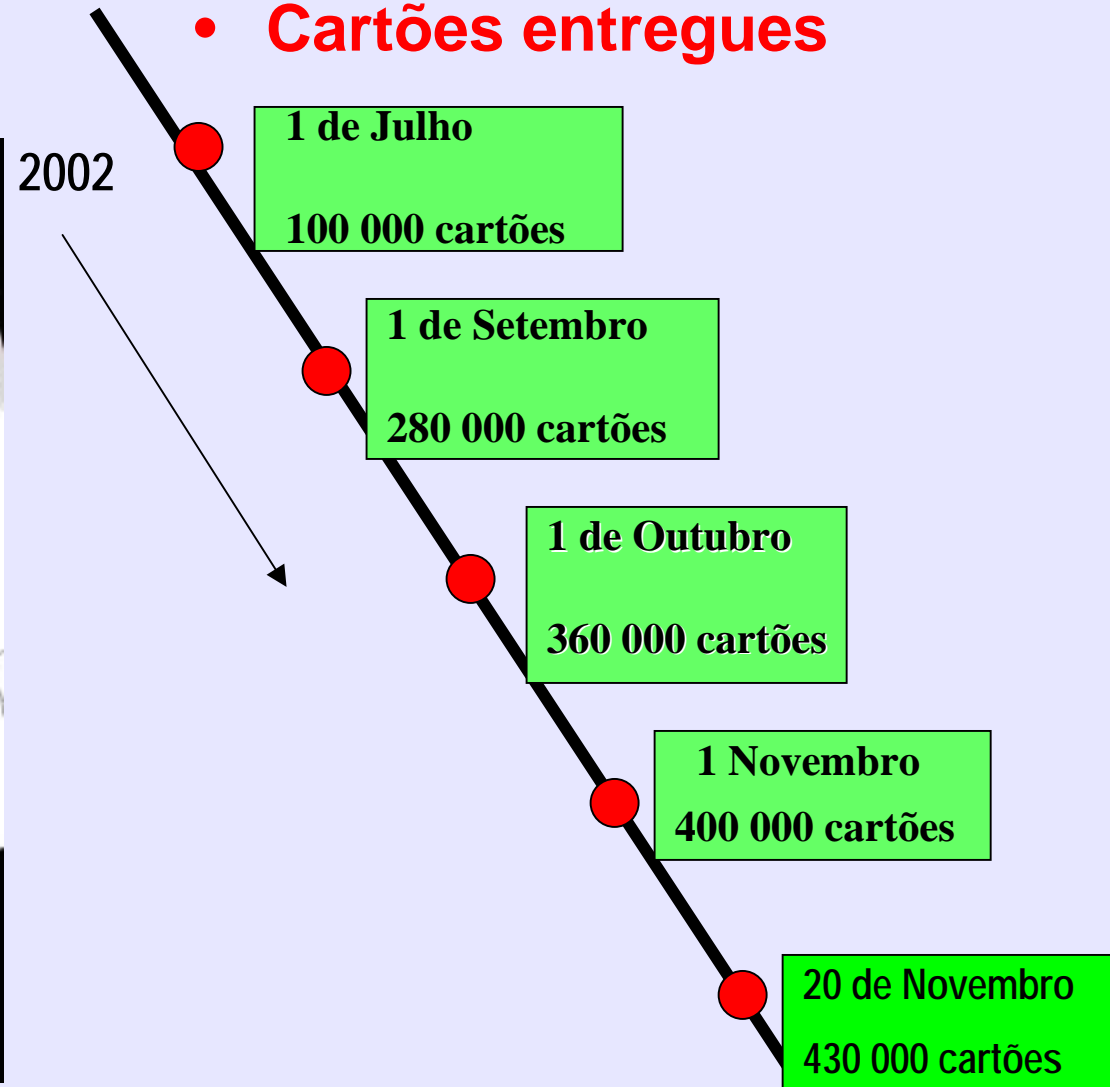 • Cartões entregues
2002
1 de Julho
100 000 cartões
1 de Setembro
280 000 cartões
1 de Outubro
360 000 cartões
1 Novembro
400 000 cartões
20 de Novembro
430 000 cartões